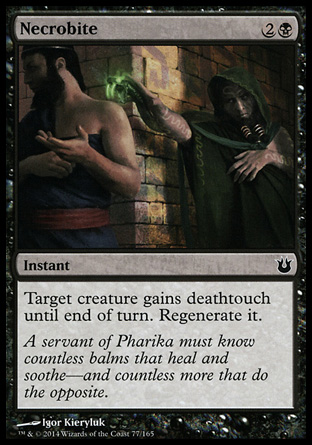 Necrobite 2
Instant
Target creature gains deathtouch
until end of turn. Regenerate it.
A servant of Pharika must know
countless balms that heal and
soothe—and countless more that do
the opposite.
Igor Kieryluk
™ & © 2014 Wizards of the Coast 77/165